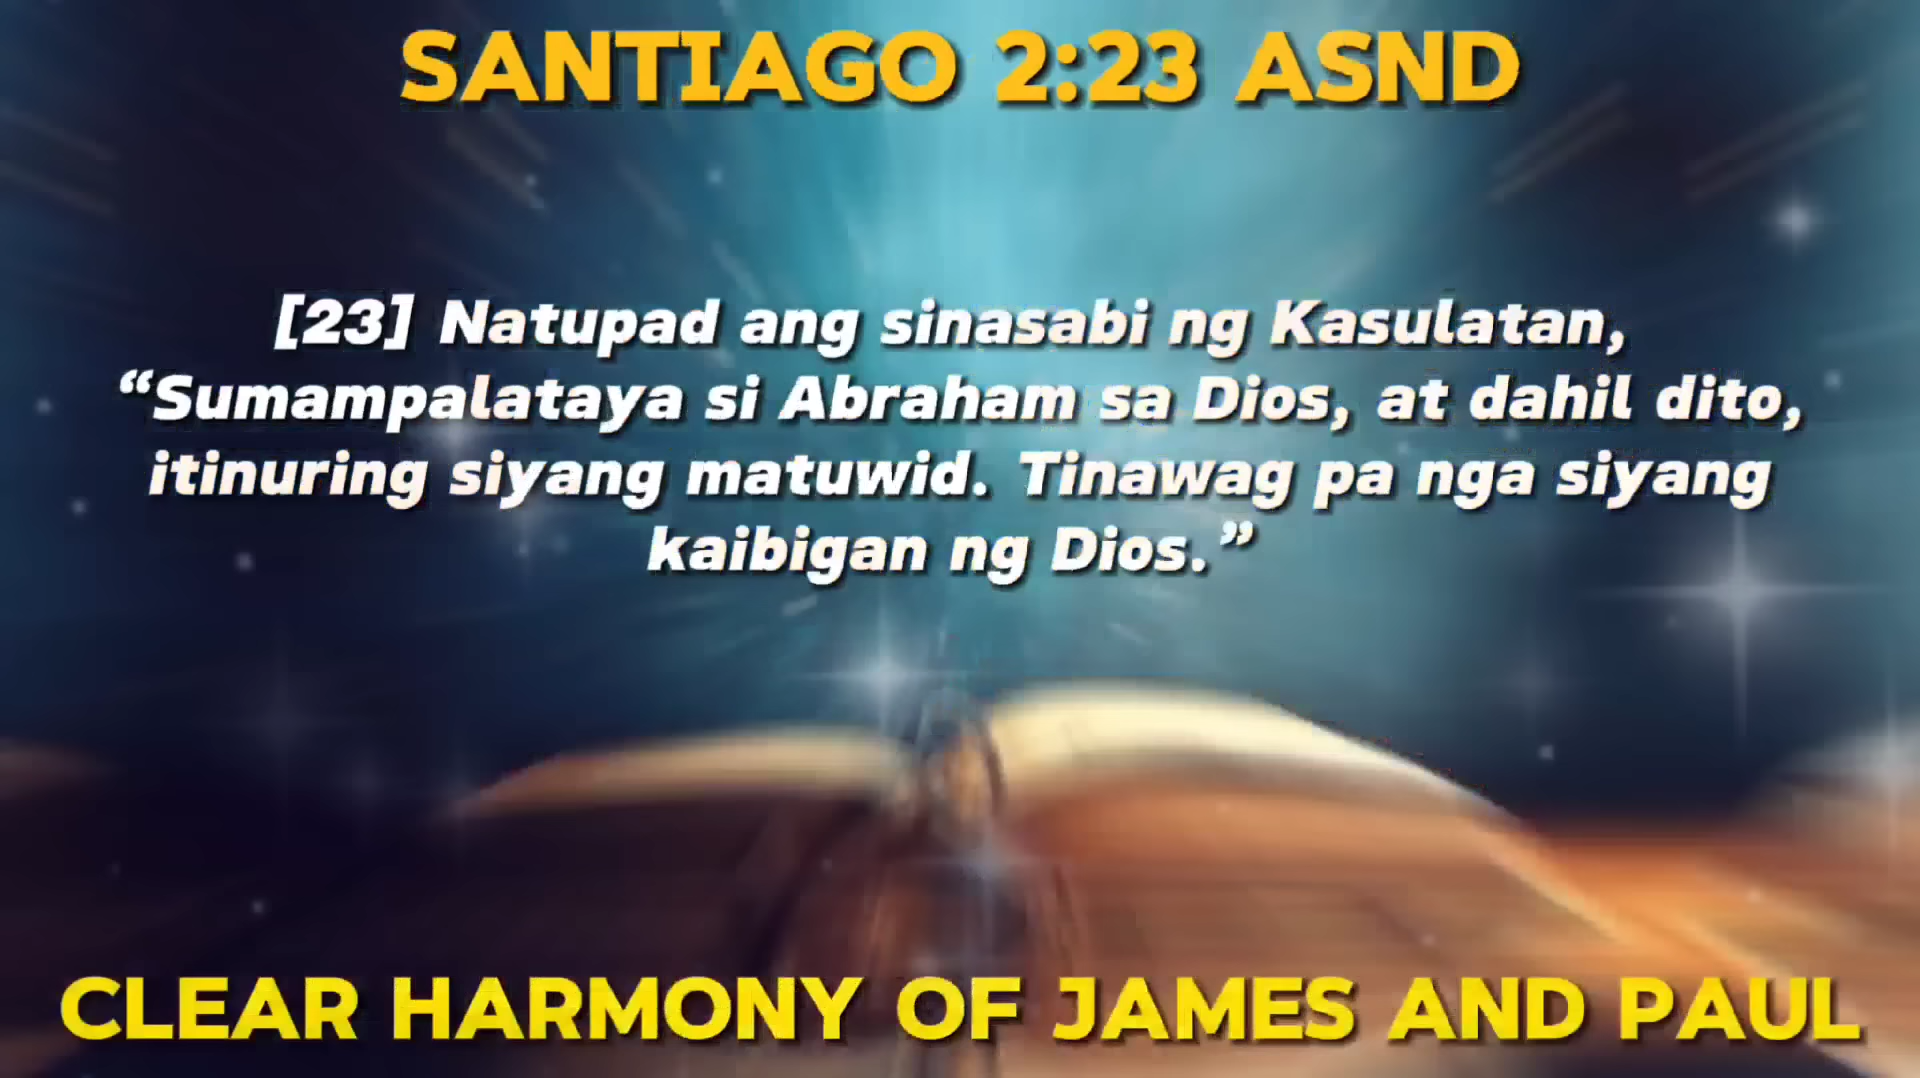 SANTIAGO 2:23 ASND
[23] Natupad ang sinasabi ng Kasulatan,
“Sumampalataya si Abraham sa Dios, at dahil dito,
itinuring siyang matuwid. Tinawag pa nga siyang
kaibigan ng Dios.”
CLEAR HARMONY OF JAMES AND PAUL